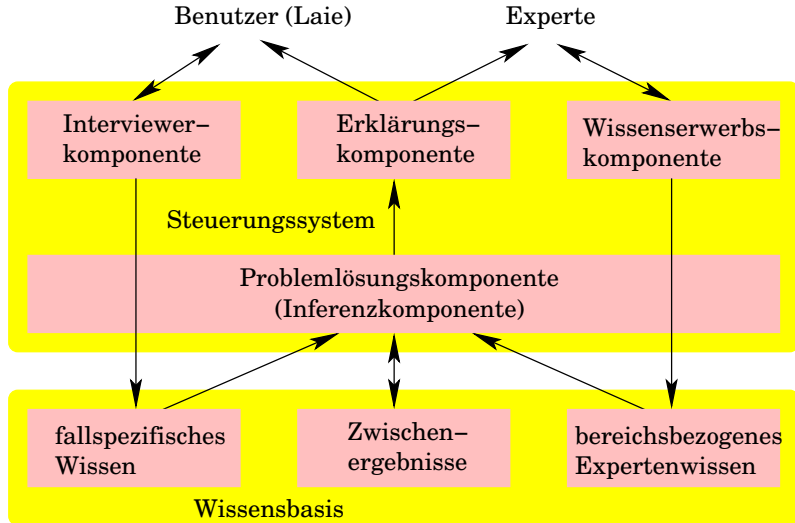 Benutzer (Laie)
Experte
Interviewer–
komponente
Erklärungs–
komponente
Wissenserwerbs–
komponente
Steuerungssystem
Problemlösungskomponente
(Inferenzkomponente)
fallspezifisches
Wissen
Zwischen–
ergebnisse
bereichsbezogenes
Expertenwissen
Wissensbasis